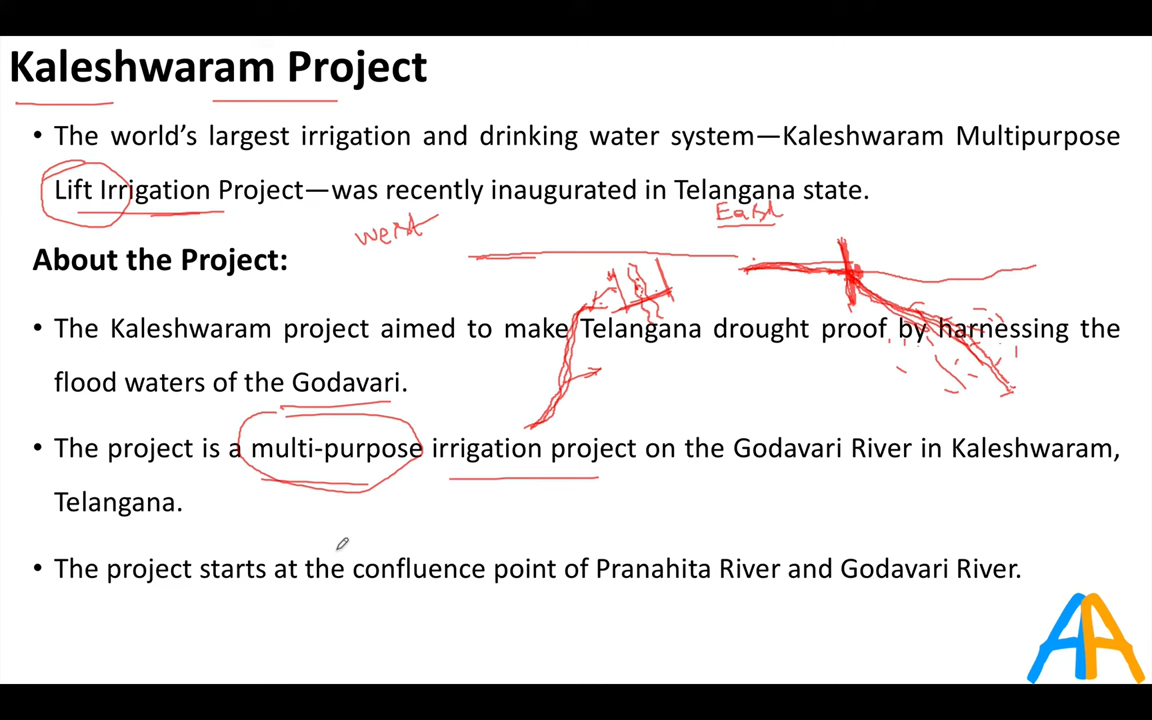 Kaleshwaram Project
• The world’s largest irrigation and drinking water system—Kaleshwaram Multipurpose
Lift Irrigation Project—was recently inaugurated in Telangana state.
East
West
About the Project:
• The Kaleshwaram project aimed to make Telangana drought proof by harnessing the
flood waters of the Godavari.
• The project is a multi-purpose irrigation project on the Godavari River in Kaleshwaram,
Telangana.
• The project starts at the confluence point of Pranahita River and Godavari River.
AA